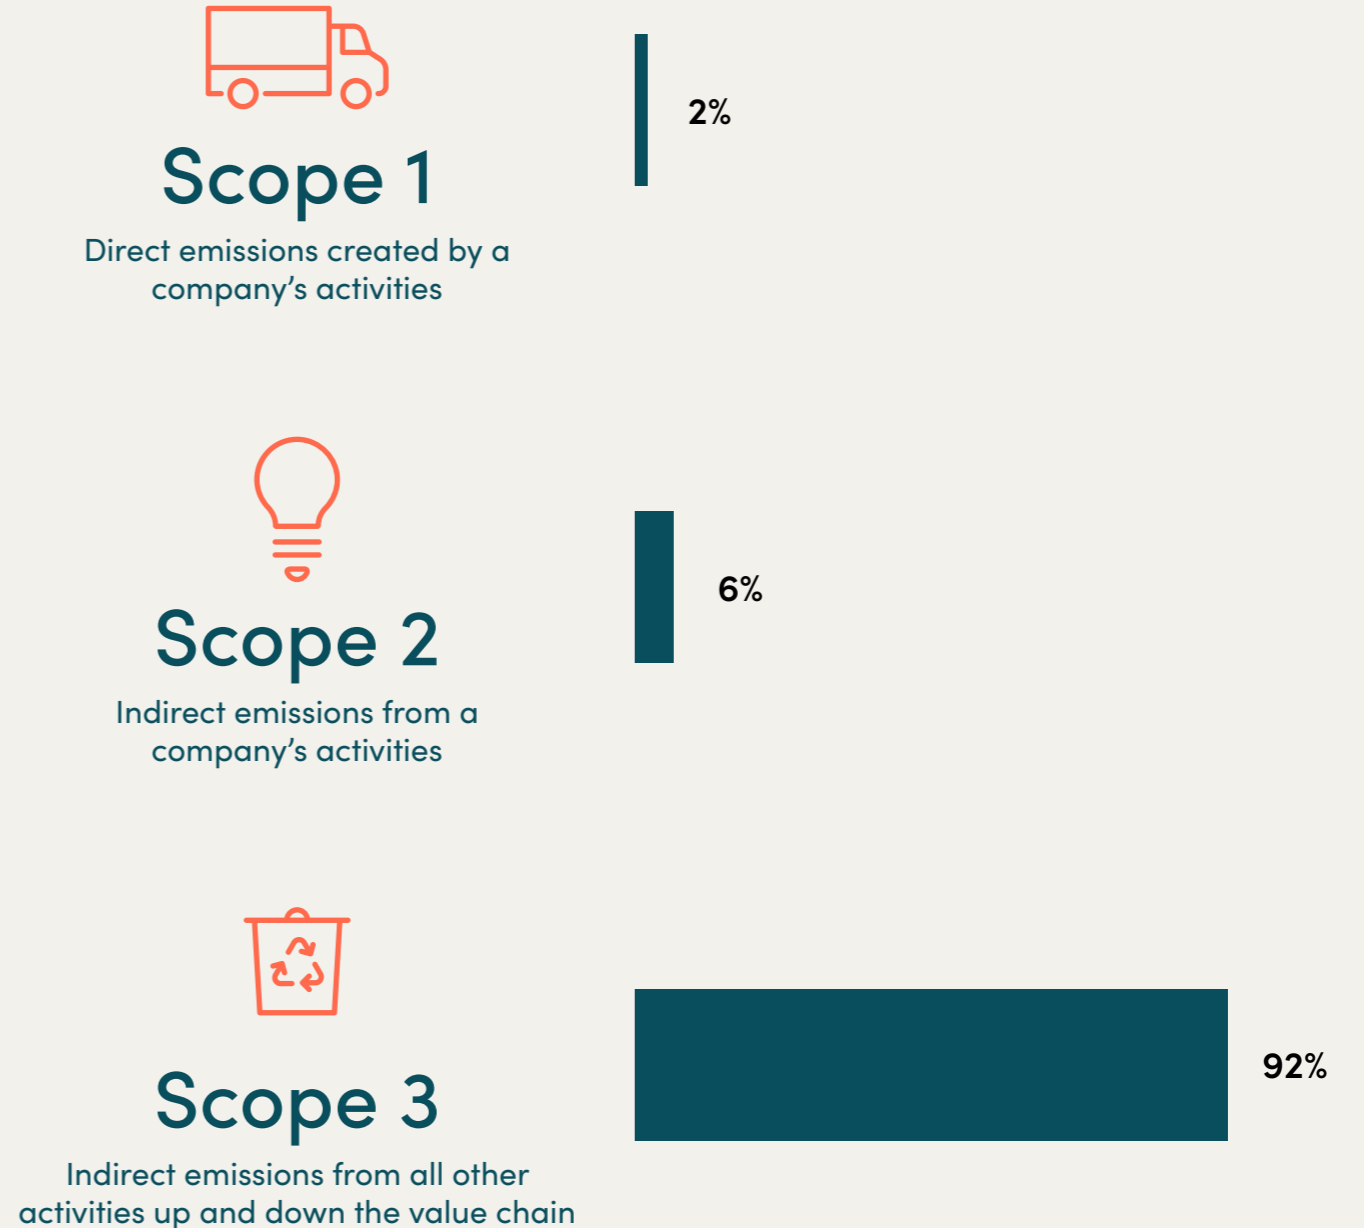 2%
Scope 1
Direct emissions created by a
company’s activities
6%
Scope 2
Indirect emissions from a
company’s activities
92%
Scope 3
Indirect emissions from all other
activities up and down the value chain